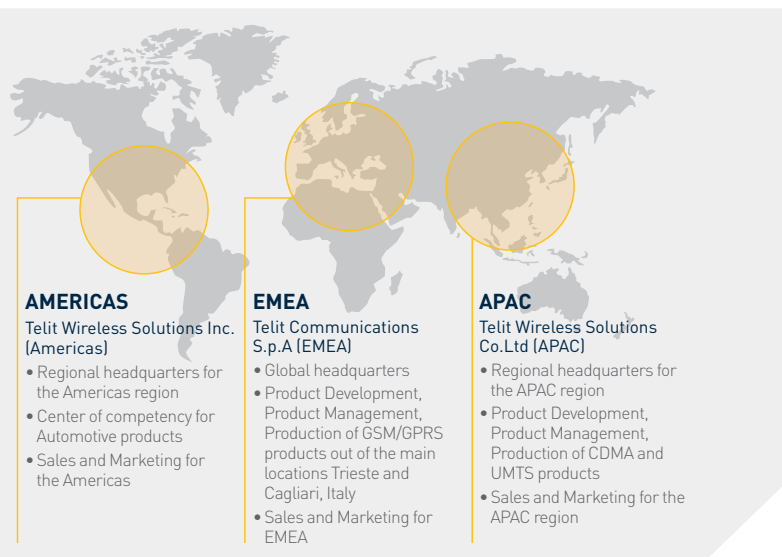 AMERICAS
Telit Wireless Solutions Inc.
(Americas)
• Regional headquarters for
the Americas region
• Center of competency for
Automotive products
• Sales and Marketing for
the Americas
EMEA
Telit Communications
S.p.A (EMEA)
• Global headquarters
• Product Development,
Product Management,
Production of GSM/GPRS
products out of the main
locations Trieste and
Cagliari, Italy
• Sales and Marketing for
EMEA
APAC
Telit Wireless Solutions
Co.Ltd (APAC)
• Regional headquarters for
the APAC region
• Product Development,
Product Management,
Production of CDMA and
UMTS products
• Sales and Marketing for the
APAC region